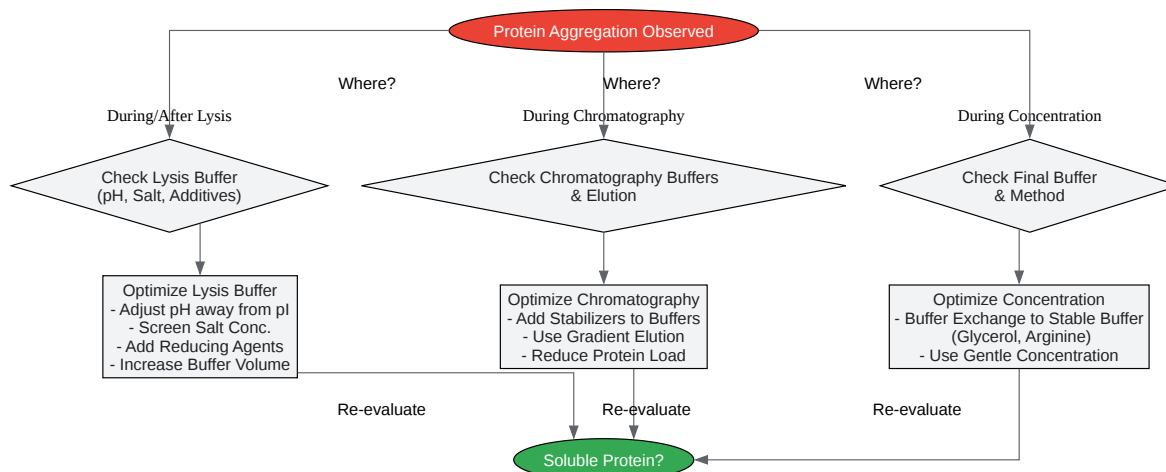 Protein Aggregation Observed
Where?
Where?
Where?
During/After Lysis
During Chromatography
During Concentration
Check Lysis Buffer
(pH, Salt, Additives)
Check Chromatography Buffers
& Elution
Check Final Buffer
& Method
Optimize Lysis Buffer
- Adjust pH away from pI
- Screen Salt Conc.
- Add Reducing Agents
- Increase Buffer Volume
Optimize Chromatography
- Add Stabilizers to Buffers
- Use Gradient Elution
- Reduce Protein Load
Optimize Concentration
- Buffer Exchange to Stable Buffer
(Glycerol, Arginine)
- Use Gentle Concentration
Re-evaluate
Re-evaluate
Re-evaluate
Soluble Protein?